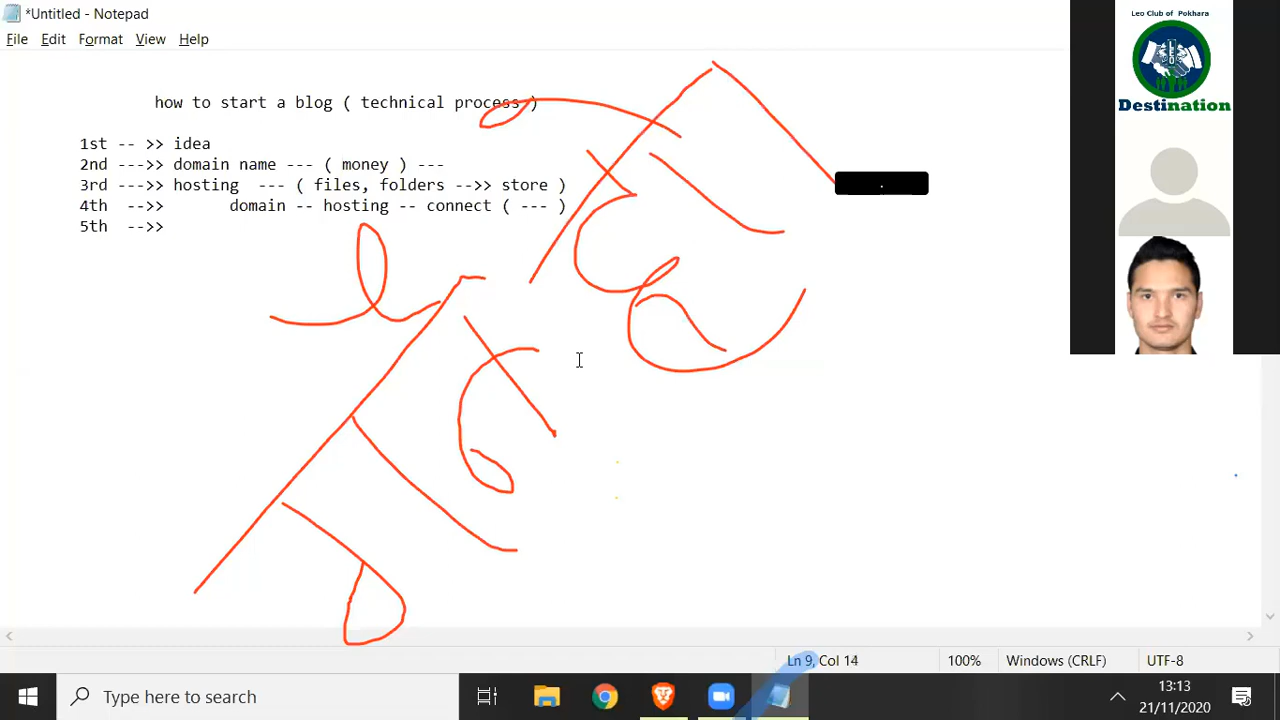 *Untitled - Notepad
File Edit Format View Help
Leo Club of Pokhara
LEO
Destination
how to start a blog ( technical process )
1st -- >> idea
2nd --->> domain name --- ( money ) ---
3rd --->> hosting --- ( files, folders -->> store )
4th -->> domain -- hosting -- connect ( --- )
5th -->>
Ln 9, Col 14 100% Windows (CRLF) UTF-8
Type here to search
13:13
21/11/2020